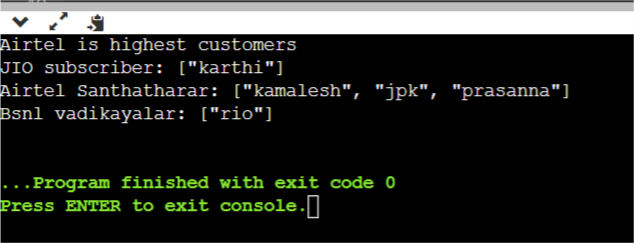 Airtel is highest customers
JIO subscriber: ["karthi"]
Airtel Santhatharar: ["kamalesh", "jpk", "prasanna"]
Bsnl vadikayalar: ["rio"]
...Program finished with exit code 0
Press ENTER to exit console.